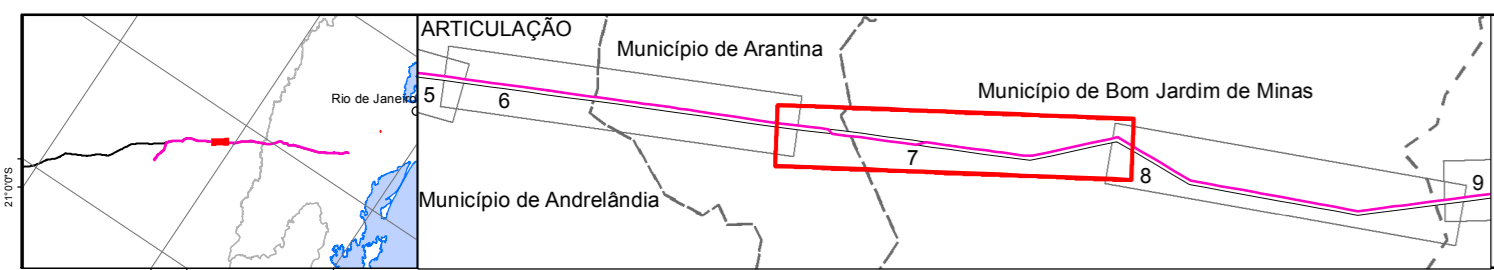 Rio de Janeiro
21°0'0"S
ARTICULAÇÃO
Município de Arantina
Município de Bom Jardim de Minas
5
6
7
8
9
Município de Andrelândia